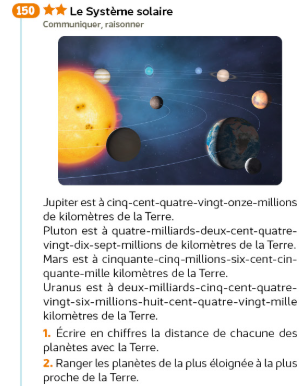 150 ★★ Le Système solaire
Communiquer, raisonner
Jupiter est à cinq-cent-quatre-vingt-onze-millions
de kilomètres de la Terre.
Pluton est à quatre-milliards-deux-cent-quatre-
vingt-dix-sept-millions de kilomètres de la Terre.
Mars est à cinquante-cinq-millions-six-cent-cin-
quante-mille kilomètres de la Terre.
Uranus est à deux-milliards-cinq-cent-quatre-
vingt-six-millions-huit-cent-quatre-vingt-mille
kilomètres de la Terre.
1. Écrire en chiffres la distance de chacune des
planètes avec la Terre.
2. Ranger les planètes de la plus éloignée à la plus
proche de la Terre.